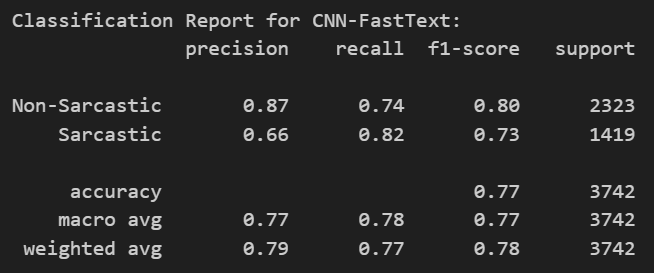 Classification Report for CNN-FastText:
precision recall f1-score support
Non-Sarcastic 0.87 0.74 0.80 2323
Sarcastic 0.66 0.82 0.73 1419
accuracy 0.77 3742
macro avg 0.77 0.78 0.77 3742
weighted avg 0.79 0.77 0.78 3742